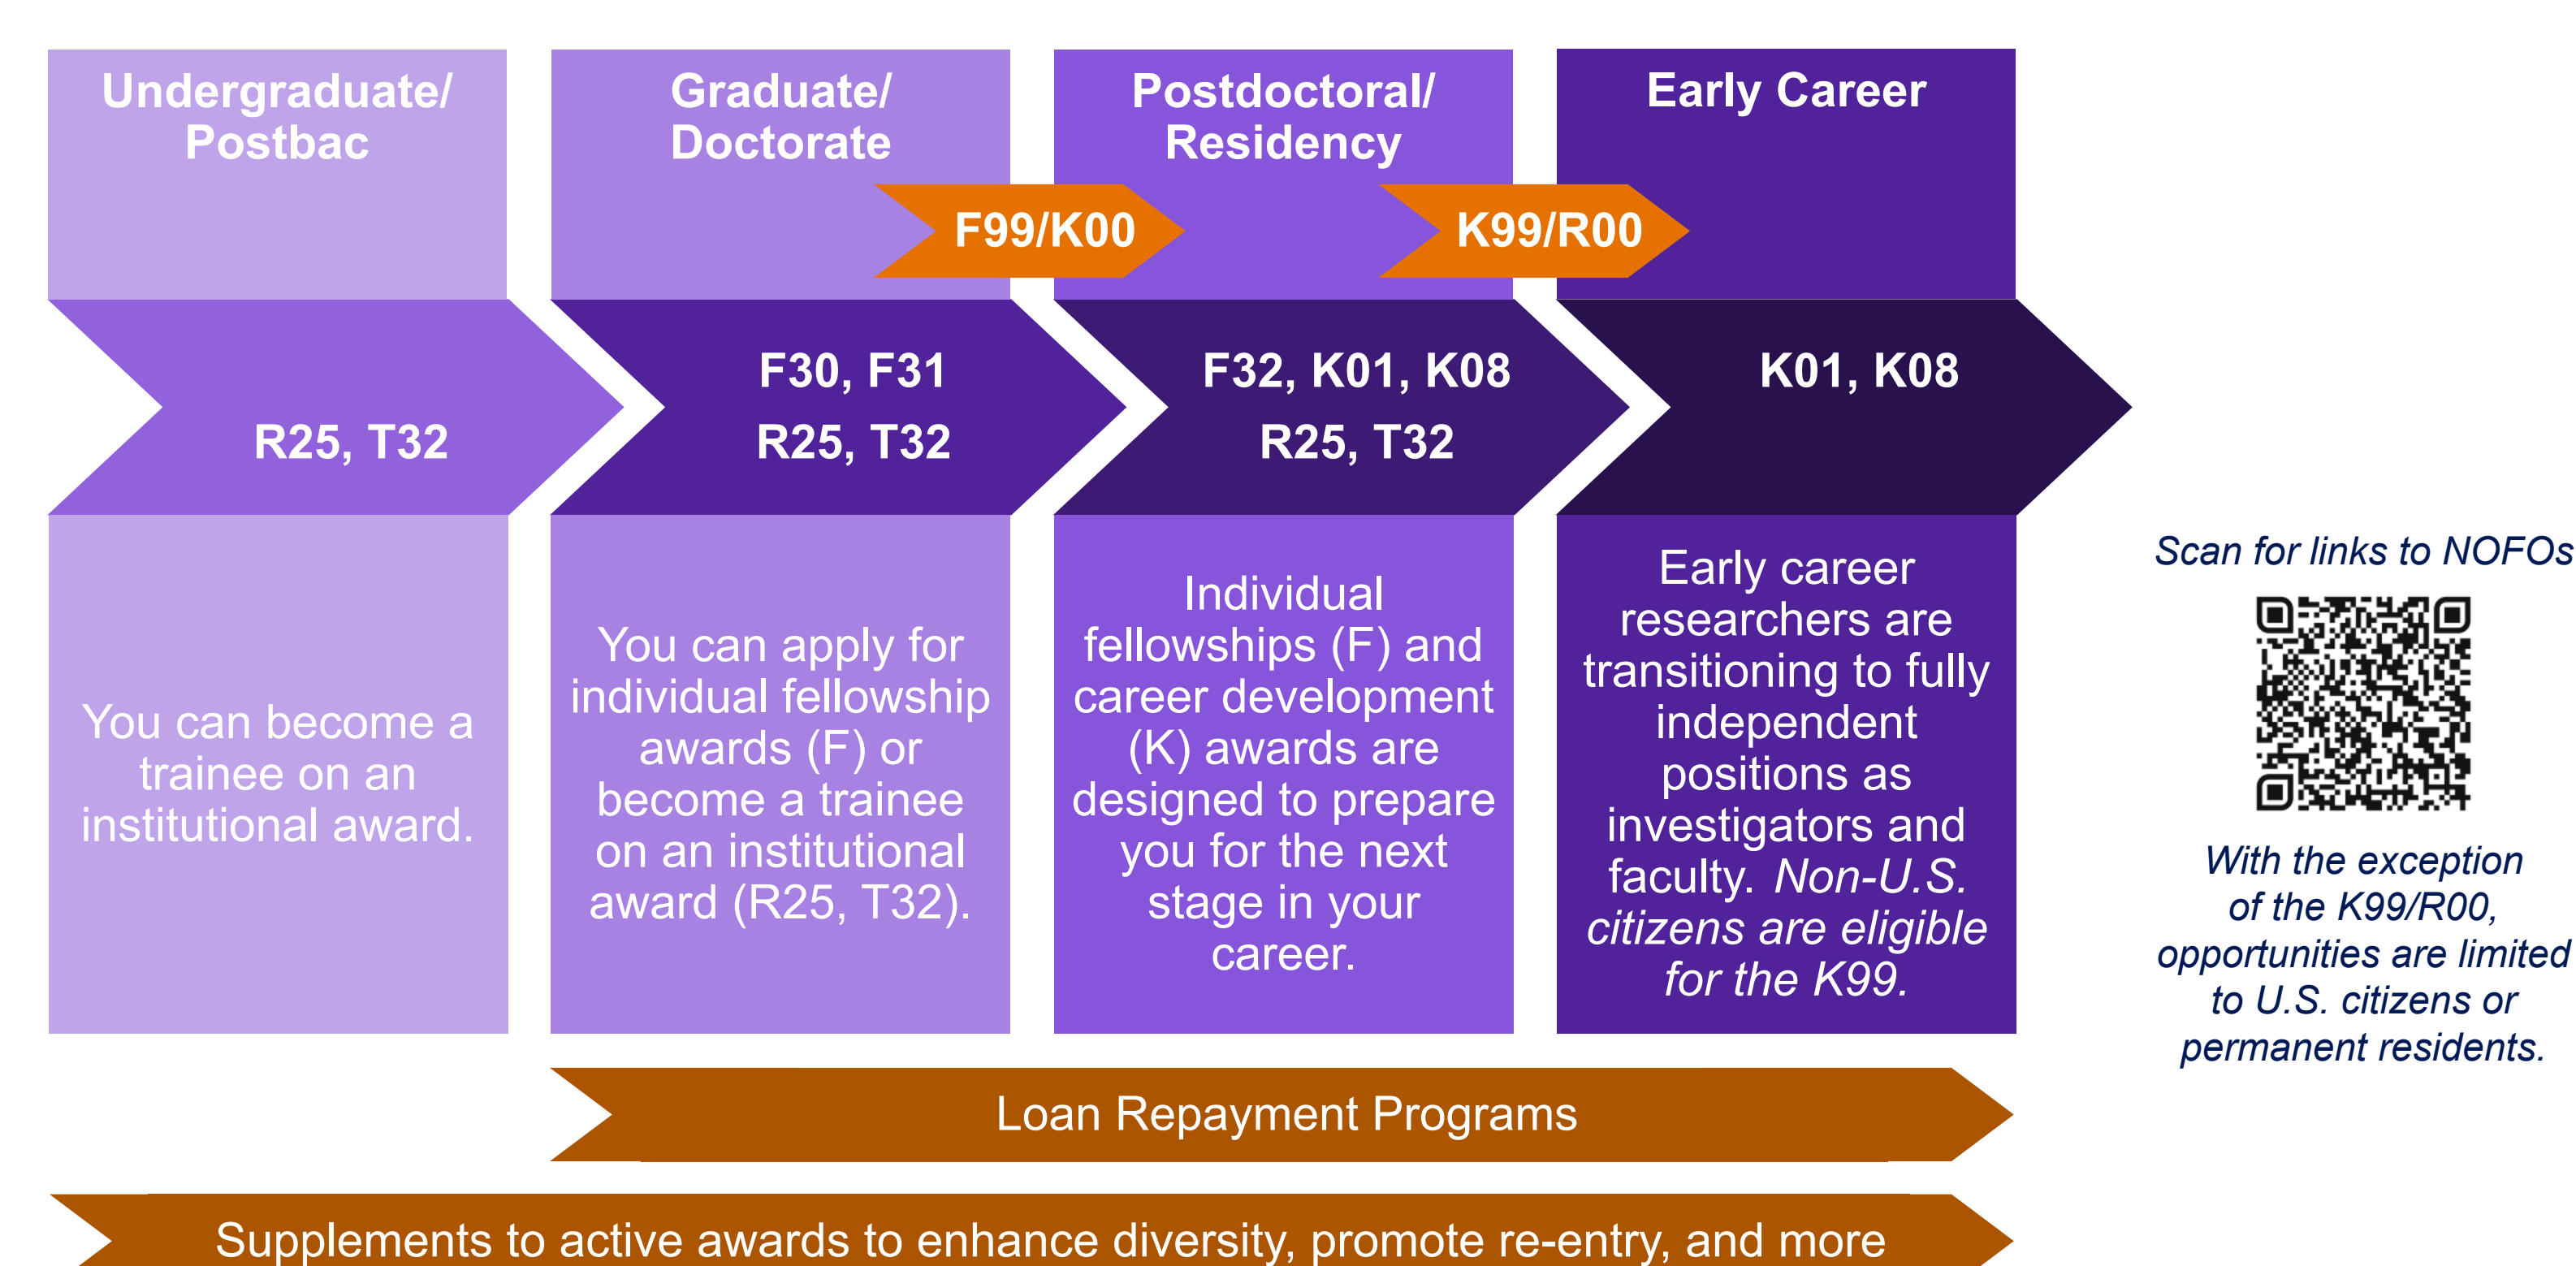 Undergraduate/
Postbac
Graduate/
Doctorate
Postdoctoral/
Residency
Early Career
F99/K00
K99/R00
R25, T32
F30, F31
R25, T32
F32, K01, K08
R25, T32
K01, K08
You can become a
trainee on an
institutional award.
You can apply for
individual fellowship
awards (F) or
become a trainee
on an institutional
award (R25, T32).
Individual
fellowships (F) and
career development
(K) awards are
designed to prepare
you for the next
stage in your
career.
Early career
researchers are
transitioning to fully
independent
positions as
investigators and
faculty. Non-U.S.
citizens are eligible
for the K99.
Scan for links to NOFOs
With the exception
of the K99/R00,
opportunities are limited
to U.S. citizens or
permanent residents.
Loan Repayment Programs
Supplements to active awards to enhance diversity, promote re-entry, and more